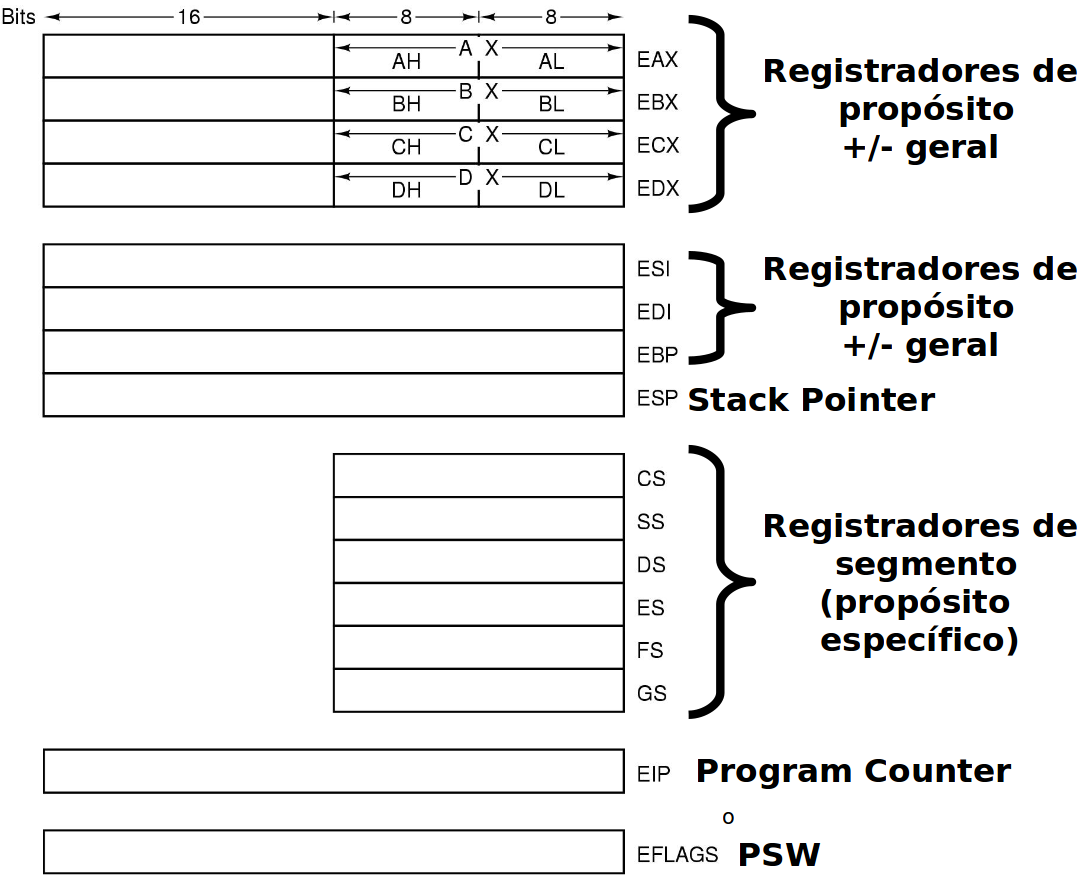 Bits 16 8 8
A X
AH AL EAX
B X
BH BL EBX
C X
CH CL ECX
D X
DH DL EDX
Registradores de
propósito
+/- geral
ESI
EDI
EBP
Registradores de
propósito
+/- geral
ESP Stack Pointer
CS
SS
DS
ES
FS
GS
Registradores de
segmento
(propósito
específico)
EIP Program Counter
o
EFLAGS PSW